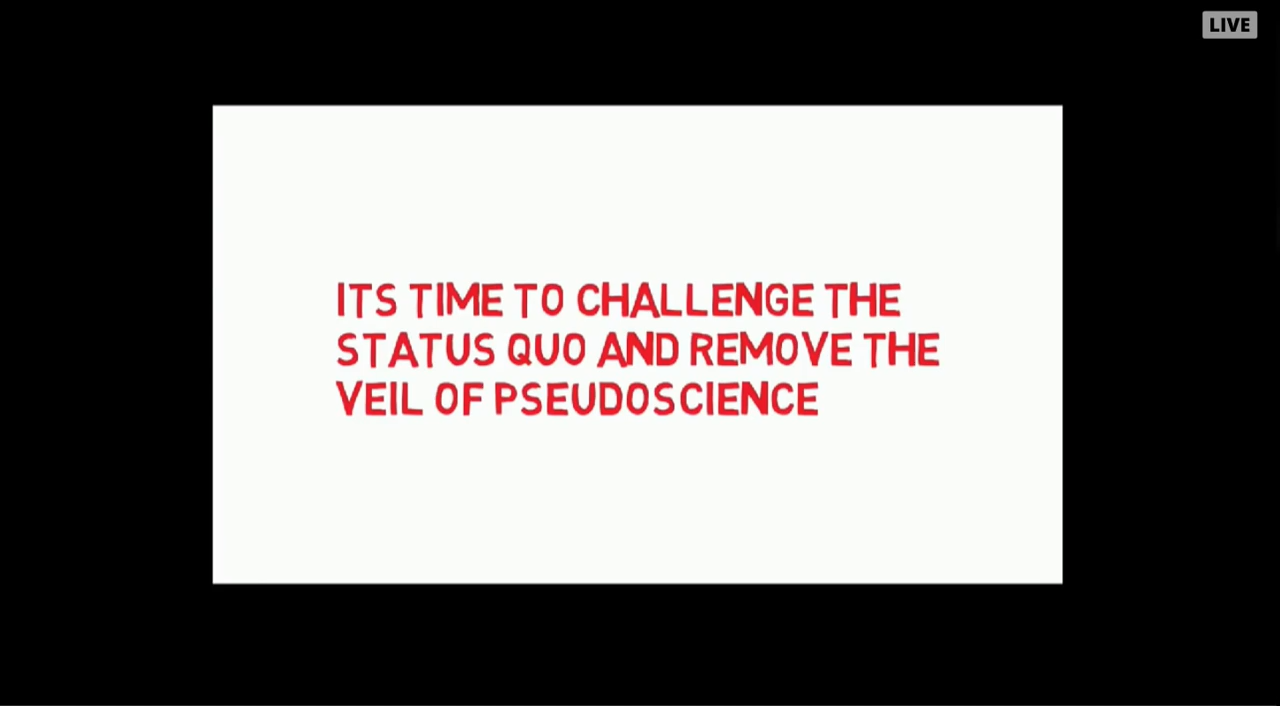 LIVE
ITS TIME TO CHALLENGE THE
STATUS QUO AND REMOVE THE
VEIL OF PSEUDOSCIENCE